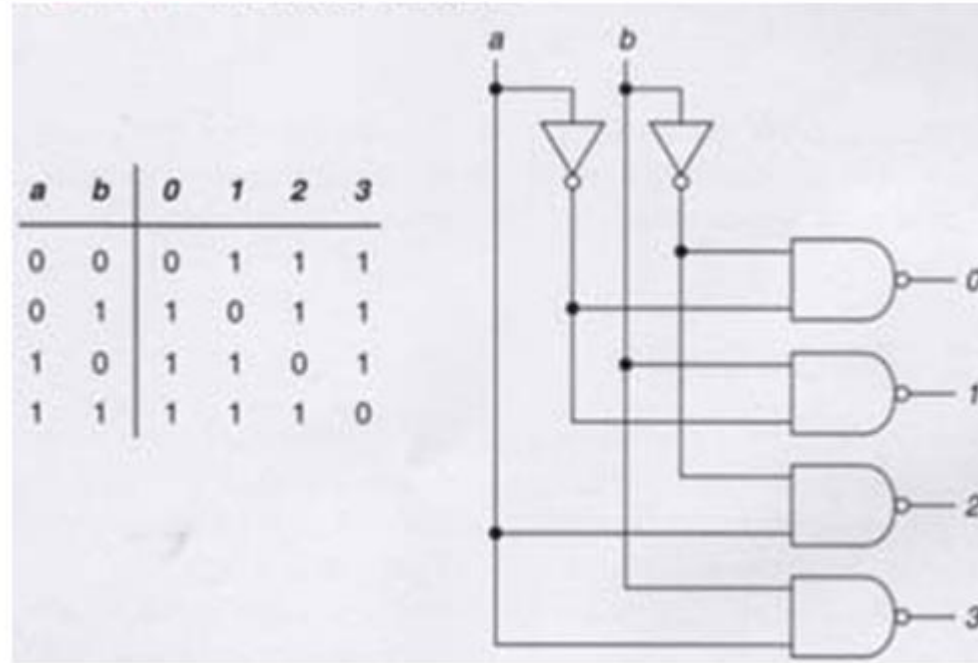 a b
a b 0 1 2 3
0 0 0 1 1 1
0 1 1 0 1 1
1 0 1 1 0 1
1 1 1 1 1 0
0
1
2
3